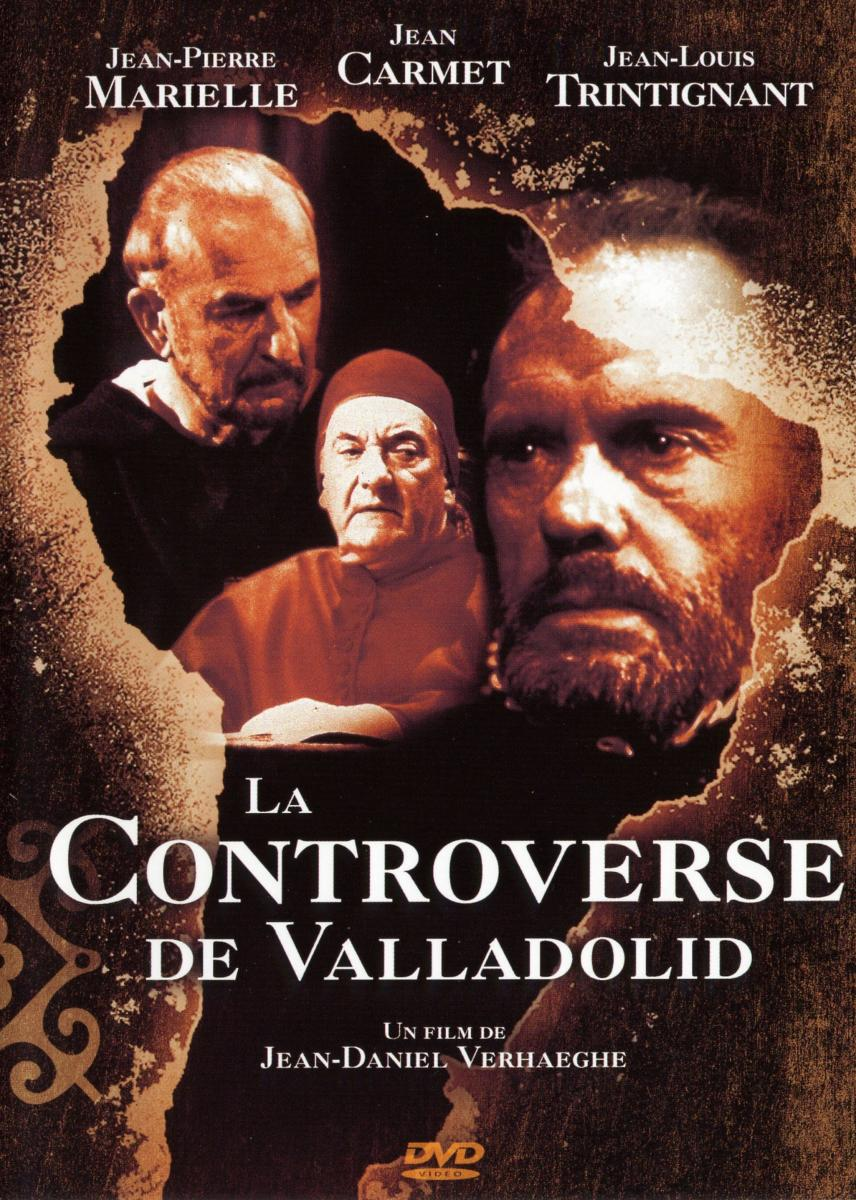 Jean-Pierre
Marielle
Jean
Carmet
Jean-Louis
Trintignant
La
Controverse
de Valladolid
Un film de
Jean-Daniel Verhaeghe
DVD
VIDEO